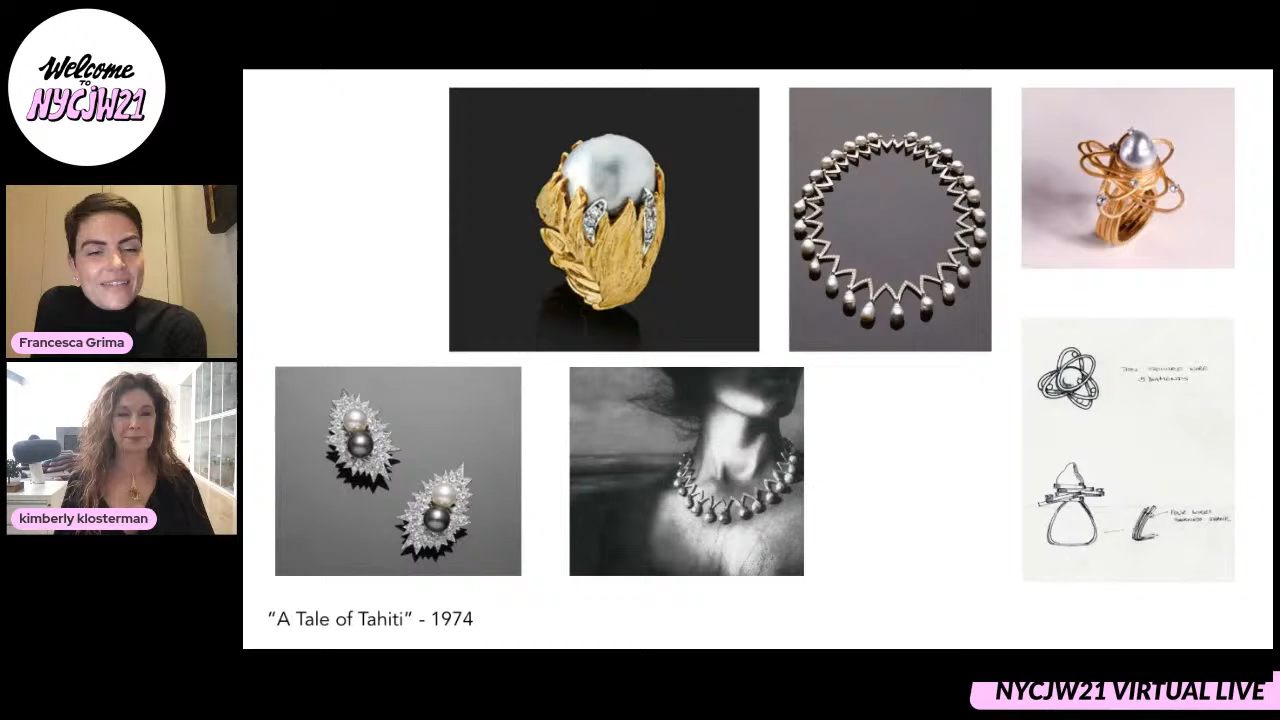 Welcome
TO
NYCJW21
Francesca Grima
kimberly klosterman
"A Tale of Tahiti" - 1974
NYCJW21 VIRTUAL LIVE